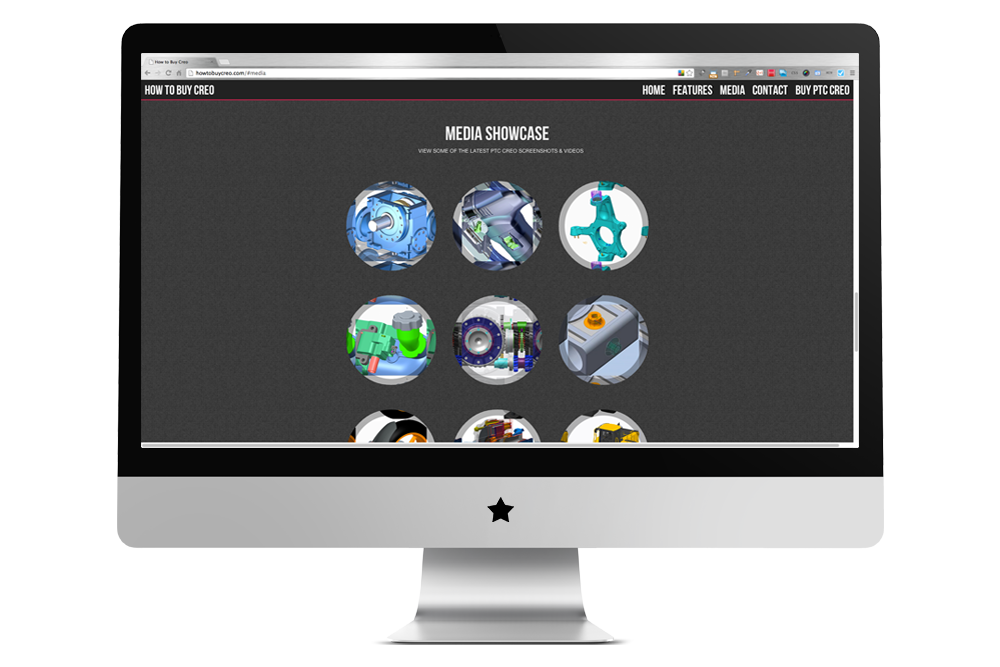 How to Buy Creo
howtobuycreo.com/#media
HOW TO BUY CREO
HOME FEATURES MEDIA CONTACT BUY PTC CREO
MEDIA SHOWCASE
VIEW SOME OF THE LATEST PTC CREO SCREENSHOTS & VIDEOS